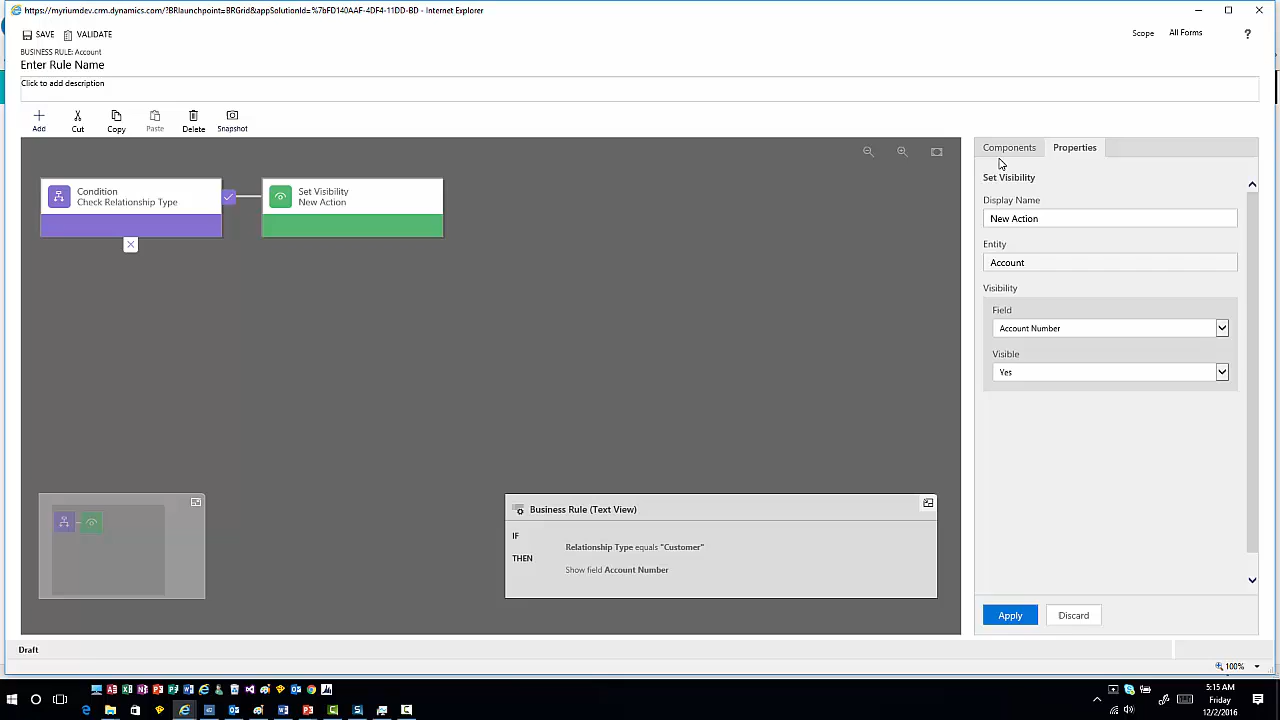 https://myriumdev.crm.dynamics.com/?BRlaunchpoint=BRGrid&appSolutionId=%7bFD140AAF-4DF4-11DD-BD - Internet Explorer
SAVE VALIDATE
Scope All Forms ?
BUSINESS RULE: Account
Enter Rule Name
Click to add description
Add Cut Copy Paste Delete Snapshot
Components Properties
Condition
Check Relationship Type
Set Visibility
New Action
Set Visibility
Display Name
New Action
Entity
Account
Visibility
Field
Account Number
Visible
Yes
Business Rule (Text View)
IF
Relationship Type equals "Customer"
THEN
Show field Account Number
Apply Discard
Draft
100%
5:15 AM
Friday
12/2/2016